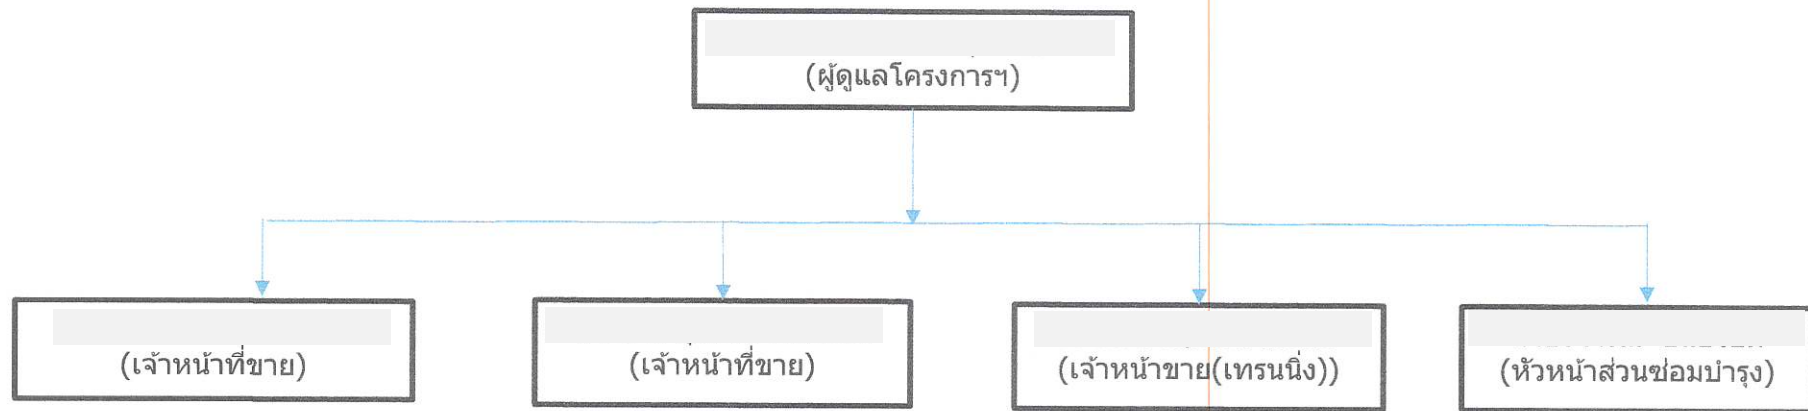 (ผู้ดูแลโครงการฯ)
(เจ้าหน้าที่ขาย)
(เจ้าหน้าที่ขาย)
(เจ้าหน้าขาย(เทรนนิ่ง))
(หัวหน้าส่วนซ่อมบำรุง)